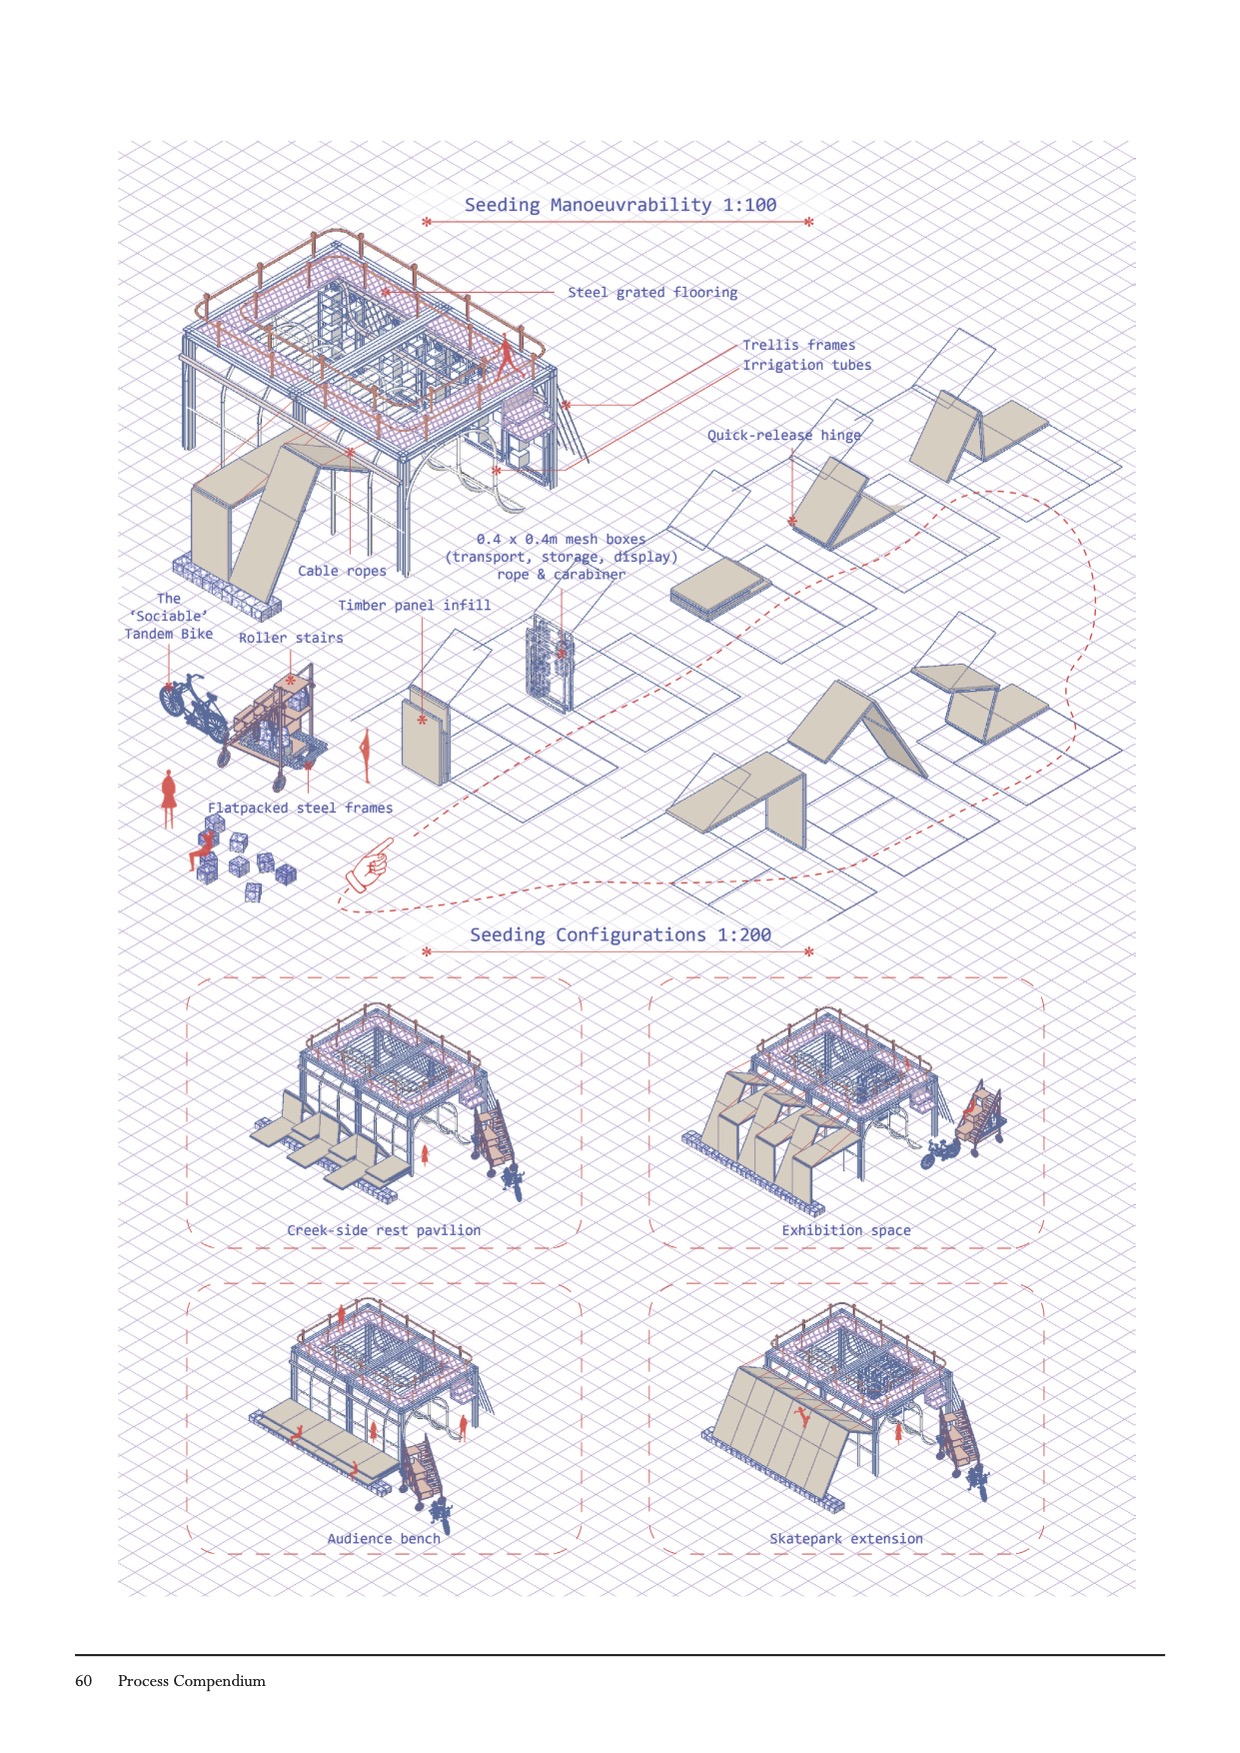 Seeding Manoeuvrability 1:100
Steel grated flooring
Trellis frames
Irrigation tubes
Quick-release hinge
0.4 x 0.4m mesh boxes
(transport, storage, display)
rope & carabiner
Cable ropes
Timber panel infill
The
‘Sociable’
Tandem Bike
Roller stairs
Flatpacked steel frames
Seeding Configurations 1:200
Creek-side rest pavilion
Exhibition space
Audience bench
Skatepark extension
60 Process Compendium